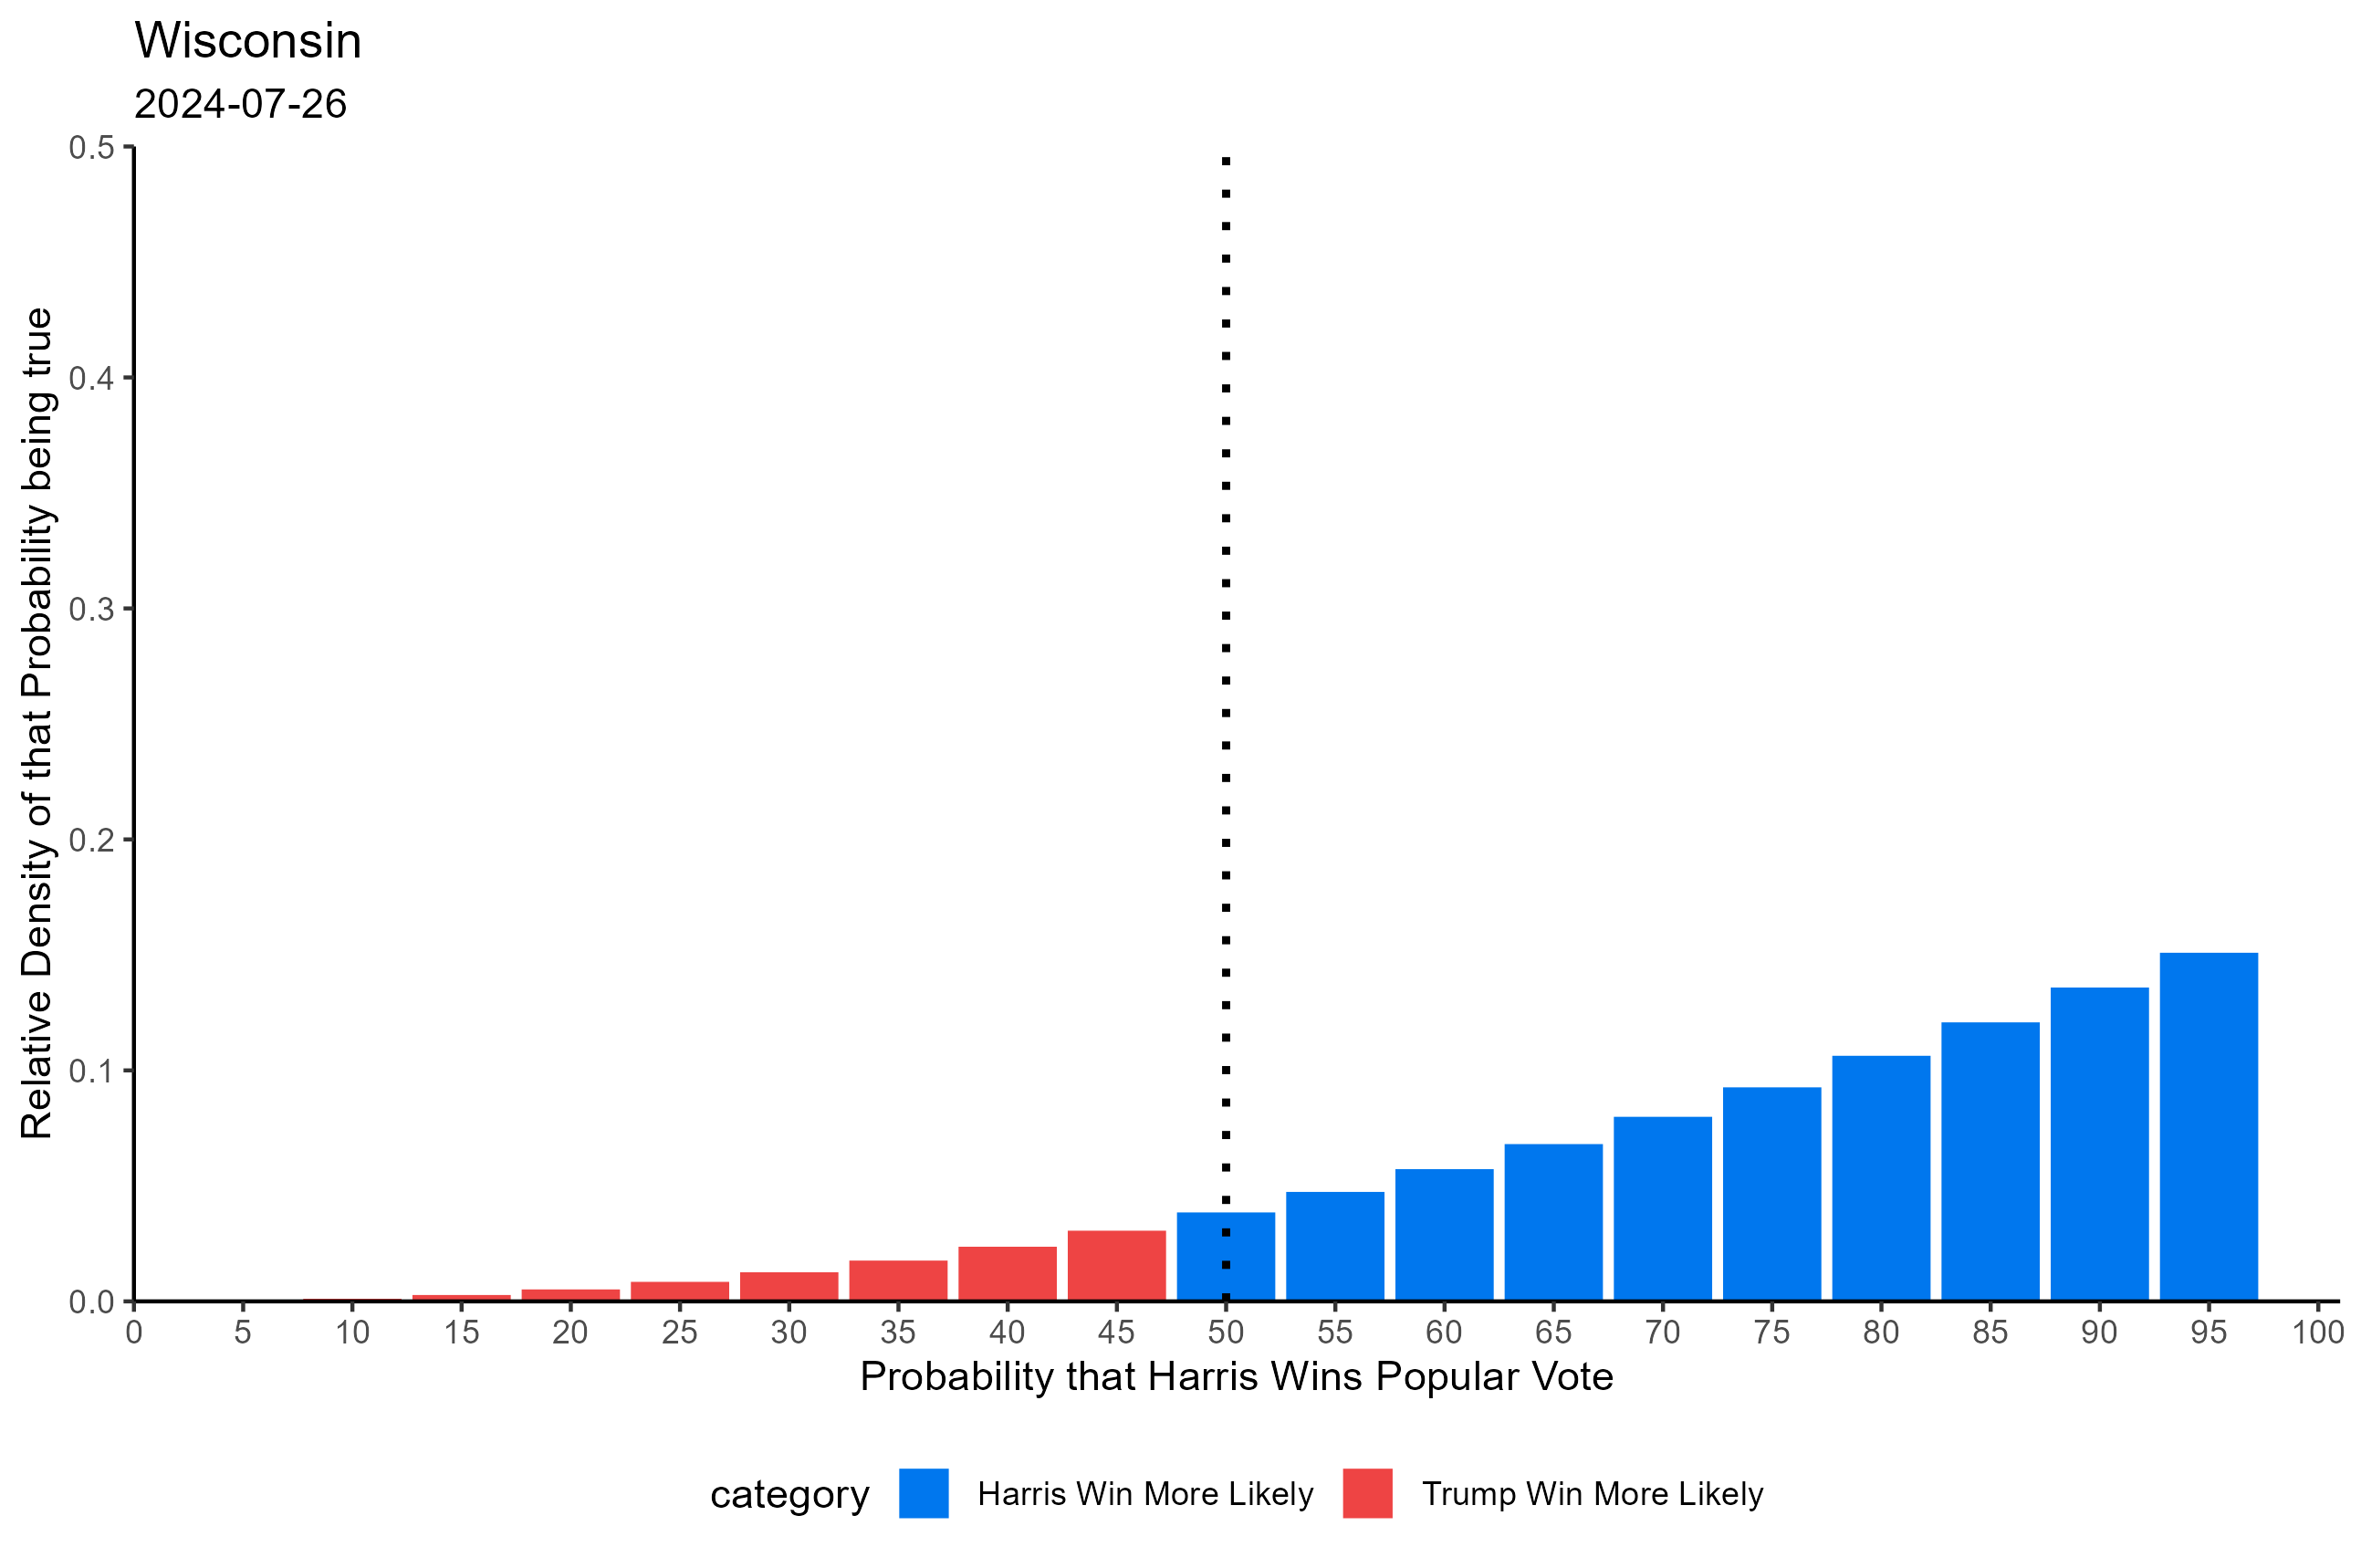 Wisconsin
2024-07-26
Relative Density of that Probability being true
0.5
0.4
0.3
0.2
0.1
0.0
0 5 10 15 20 25 30 35 40 45 50 55 60 65 70 75 80 85 90 95 100
Probability that Harris Wins Popular Vote
category Harris Win More Likely Trump Win More Likely